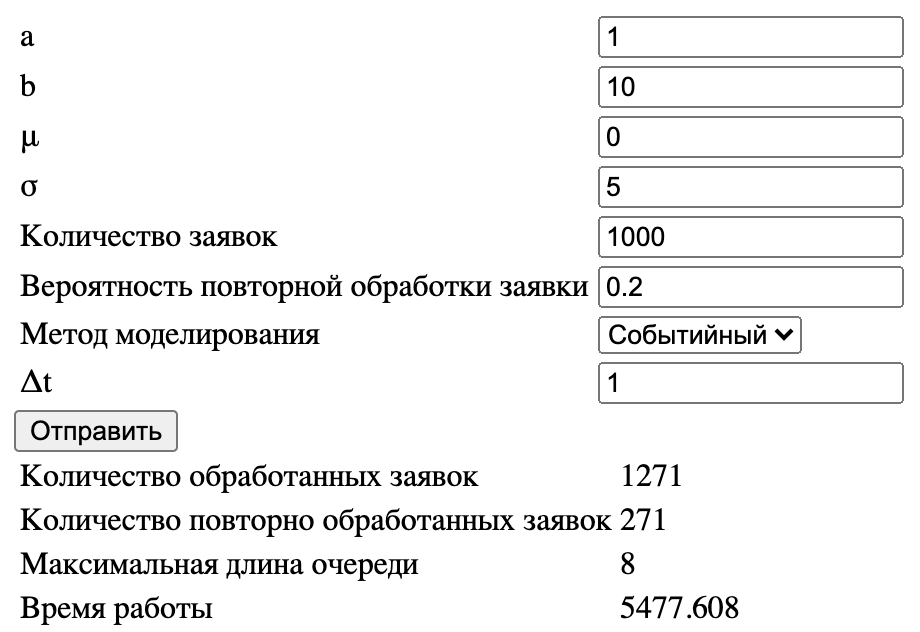 a 1
b 10
μ 0
σ 5
Количество заявок 1000
Вероятность повторной обработки заявки 0.2
Метод моделирования Событийный
Δt 1
Отправить
Количество обработанных заявок 1271
Количество повторно обработанных заявок 271
Максимальная длина очереди 8
Время работы 5477.608